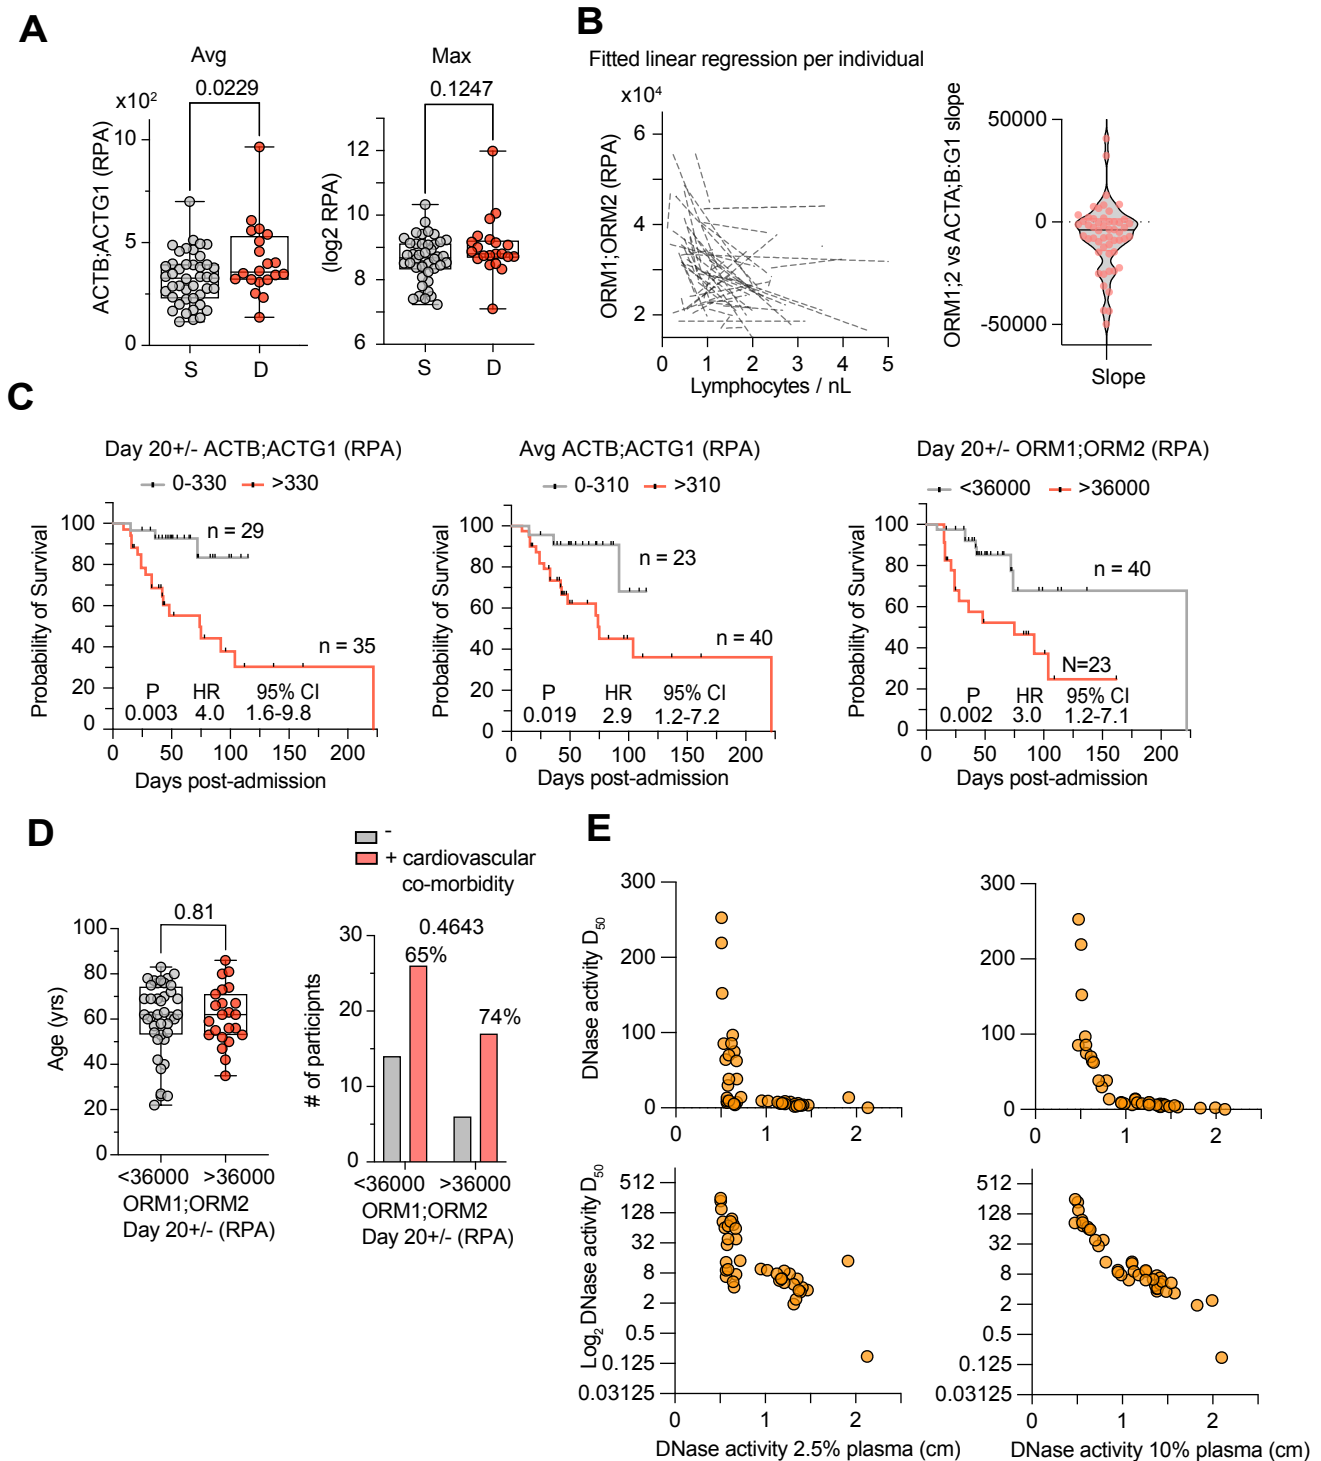 A
Avg
0.0229
x10²
ACTB;ACTG1 (RPA)
10
5
0
S
D
Max
0.1247
(log2 RPA)
12
10
8
6
S
D
B
Fitted linear regression per individual
x10⁴
ORM1;ORM2 (RPA)
6
4
2
0
1
2
3
4
5
Lymphocytes / nL
ORM1;2 vs ACTA;B:G1 slope
50000
0
-50000
Slope
C
Day 20+/- ACTB;ACTG1 (RPA)
0-330
>330
Probability of Survival
100
80
60
40
20
0
n = 29
n = 35
P
HR
95% CI
0.003
4.0
1.6-9.8
0
50
100
150
200
Days post-admission
Avg ACTB;ACTG1 (RPA)
0-310
>310
Probability of Survival
100
80
60
40
20
0
n = 23
n = 40
P
HR
95% CI
0.019
2.9
1.2-7.2
0
50
100
150
200
Days post-admission
Day 20+/- ORM1;ORM2 (RPA)
<36000
>36000
Probability of Survival
100
80
60
40
20
0
n = 40
N=23
P
HR
95% CI
0.002
3.0
1.2-7.1
0
50
100
150
200
Days post-admission
D
0.81
Age (yrs)
100
80
60
40
20
0
<36000
>36000
ORM1;ORM2
Day 20+/- (RPA)
-
+ cardiovascular
co-morbidity
0.4643
# of participnts
30
20
10
0
65%
74%
<36000
>36000
ORM1;ORM2
Day 20+/- (RPA)
E
DNase activity D₅₀
300
200
100
0
0
1
2
300
200
100
0
0
1
2
Log₂ DNase activity D₅₀
512
128
32
8
2
0.5
0.125
0.03125
0
1
2
DNase activity 2.5% plasma (cm)
512
128
32
8
2
0.5
0.125
0.03125
0
1
2
DNase activity 10% plasma (cm)